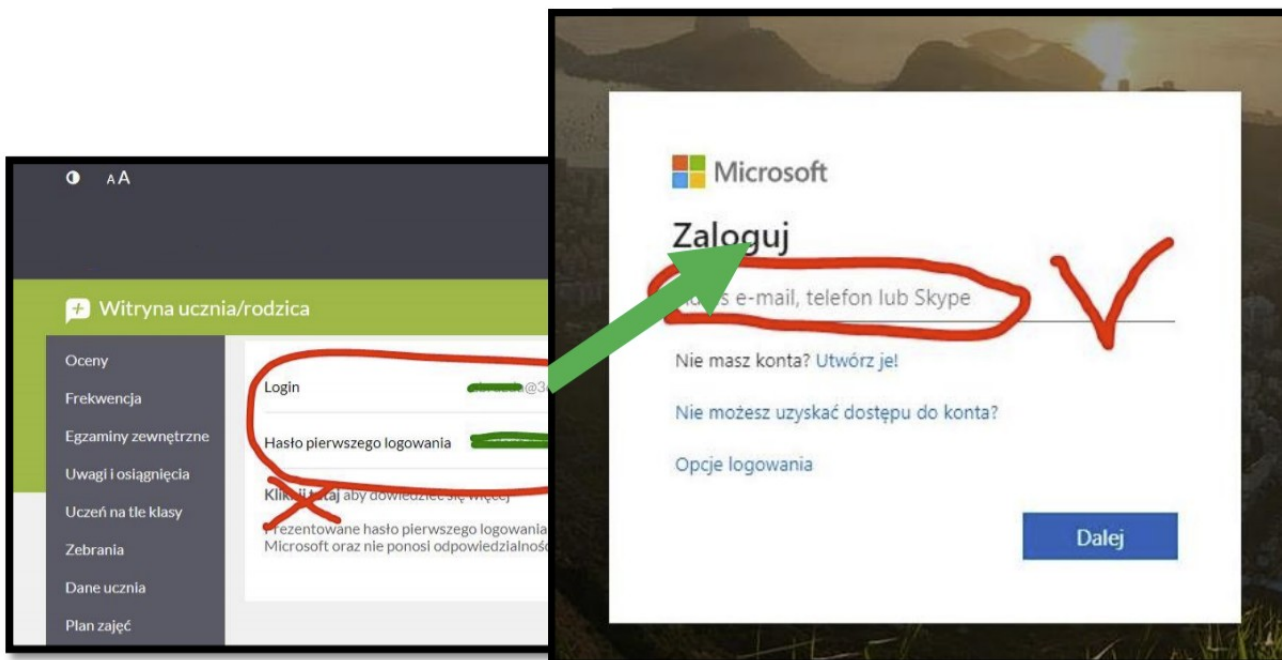 A A
Witryna ucznia/rodzica
Oceny
Frekwencja
Egzaminy zewnętrzne
Uwagi i osiągnięcia
Uczeń na tle klasy
Zebrania
Dane ucznia
Plan zajęć
Login @3
Hasło pierwszego logowania
aby dowiedzieć się więcej
Prezentowane hasło pierwszego logowania
Microsoft oraz nie ponosi odpowiedzialnoś
Microsoft
Zaloguj
e-mail, telefon lub Skype
Nie masz konta? Utwórz je!
Nie możesz uzyskać dostępu do konta?
Opcje logowania
Dalej